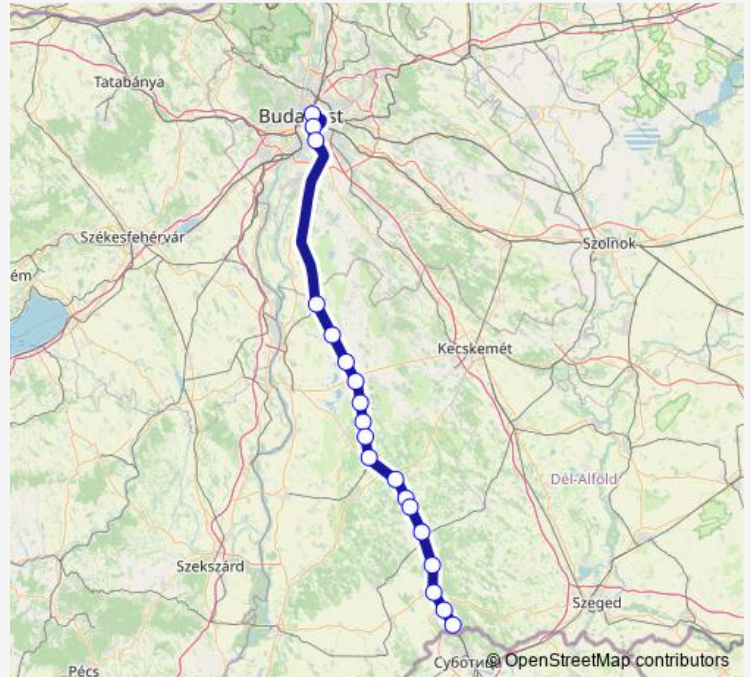 Tatabánya
Budapest
Székesfehérvár
Szolnok
ém
Kecskemét
Dél-Alföld
Szekszárd
Szeged
Суботица
© OpenStreetMap contributors
Pécs